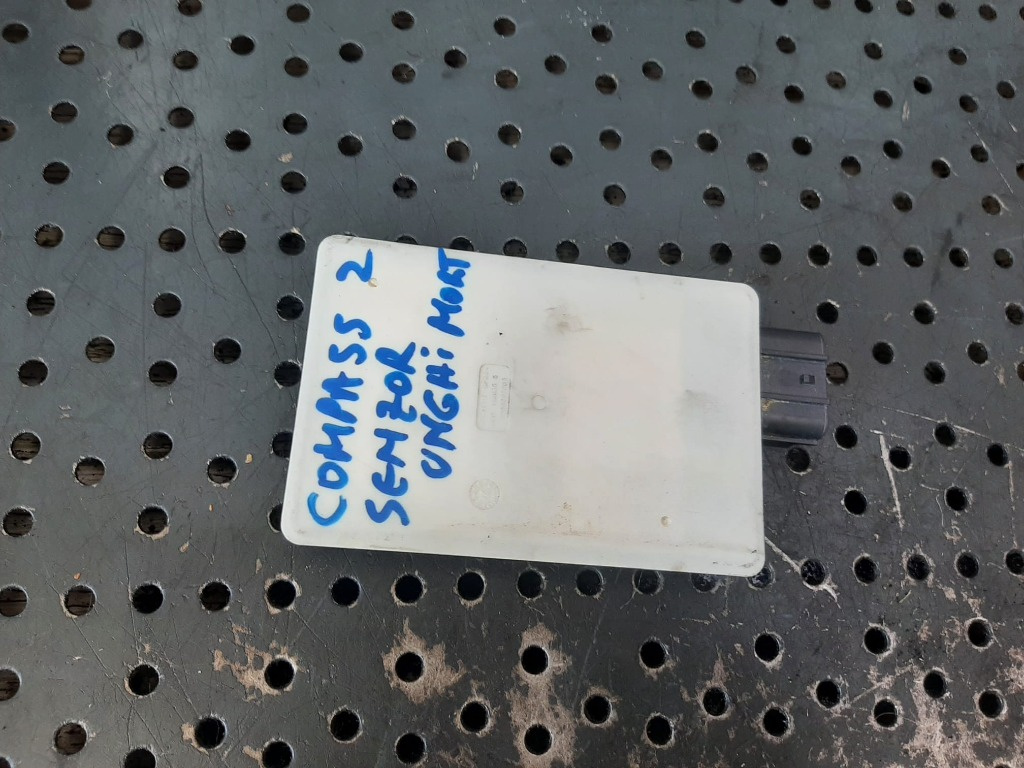 COMPASS 2
SENZOR
UNGHi MORT